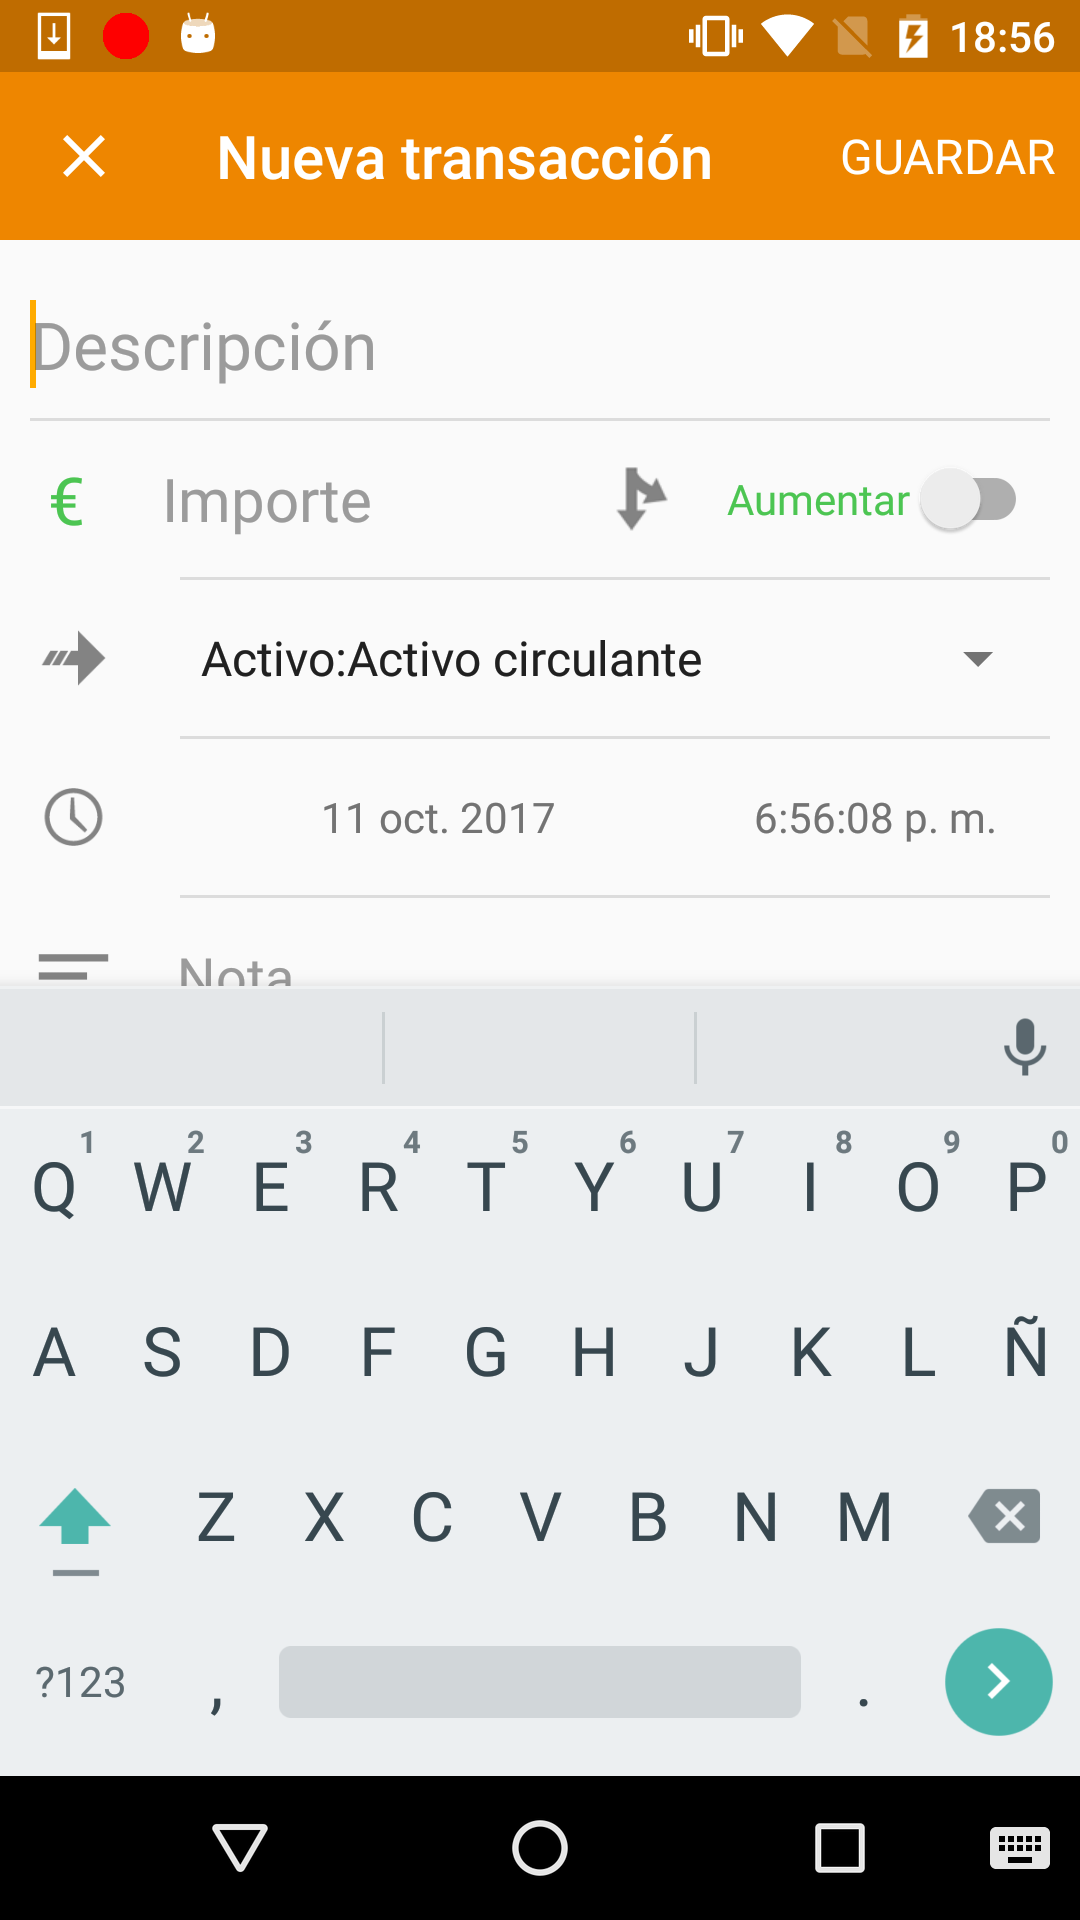 18:56
Nueva transacción GUARDAR
Descripción
€ Importe Aumentar
Activo:Activo circulante
11 oct. 2017 6:56:08 p. m.
Nota
1 2 3 4 5 6 7 8 9 0
Q W E R T Y U I O P
A S D F G H J K L Ñ
Z X C V B N M
?123 , .